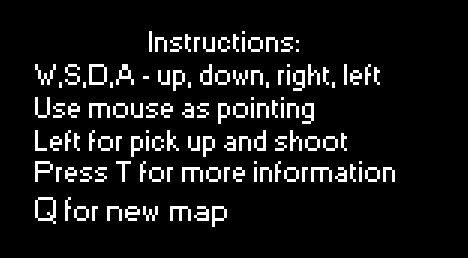 Instructions:
W,S,D,A - up, down, right, left
Use mouse as pointing
Left for pick up and shoot
Press T for more information
Q for new map